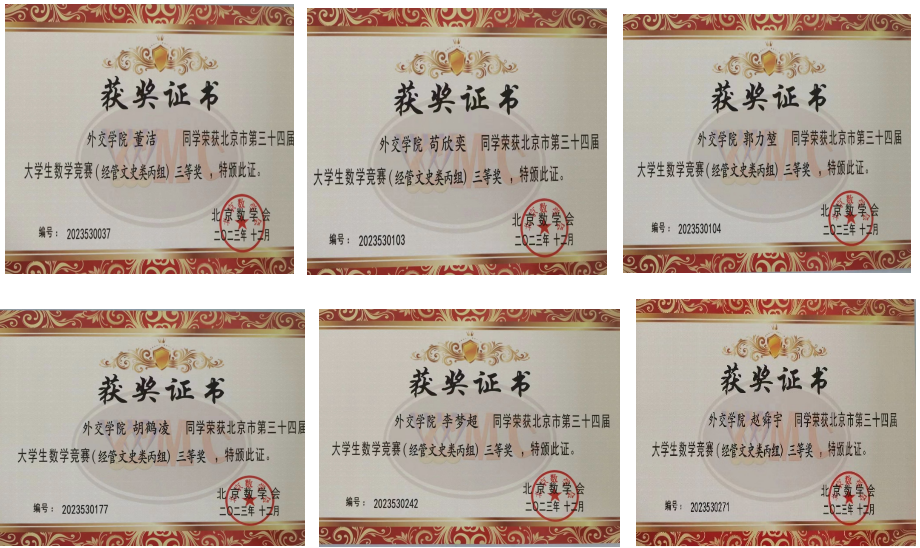 获奖证书
外交学院 董洁 同学荣获北京市第三十四届
大学生数学竞赛(经管文史类丙组)三等奖，特颁此证。
北京数学会
编号： 2023530037
二〇二三年 十二月
获奖证书
外交学院 苟欣奕 同学荣获北京市第三十四届
大学生数学竞赛(经管文史类丙组)三等奖，特颁此证。
北京数学会
编号： 2023530103
二〇二三年 十二月
获奖证书
外交学院 郭力堃 同学荣获北京市第三十四届
大学生数学竞赛(经管文史类丙组)三等奖，特颁此证。
北京数学会
编号： 2023530104
二〇二三年 十二月
获奖证书
外交学院 胡鹤凌 同学荣获北京市第三十四届
大学生数学竞赛(经管文史类丙组)三等奖，特颁此证。
北京数学会
编号： 2023530177
二〇二三年 十二月
获奖证书
外交学院 李梦超 同学荣获北京市第三十四届
大学生数学竞赛(经管文史类丙组)三等奖，特颁此证。
北京数学会
编号： 2023530242
二〇二三年 十二月
获奖证书
外交学院 赵舜宇 同学荣获北京市第三十四届
大学生数学竞赛(经管文史类丙组)三等奖，特颁此证。
北京数学会
编号： 2023530271
二〇二三年 十二月